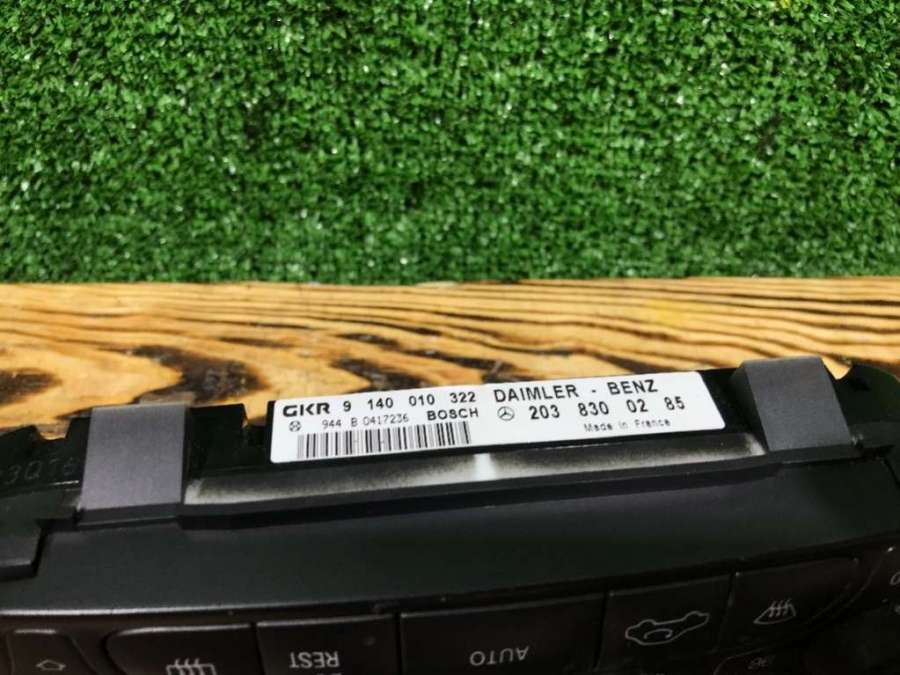 GKR 9 140 010 322 DAIMLER - BENZ
944 B 0417236 BOSCH 203 830 02 85
Made in France
REST
AUTO